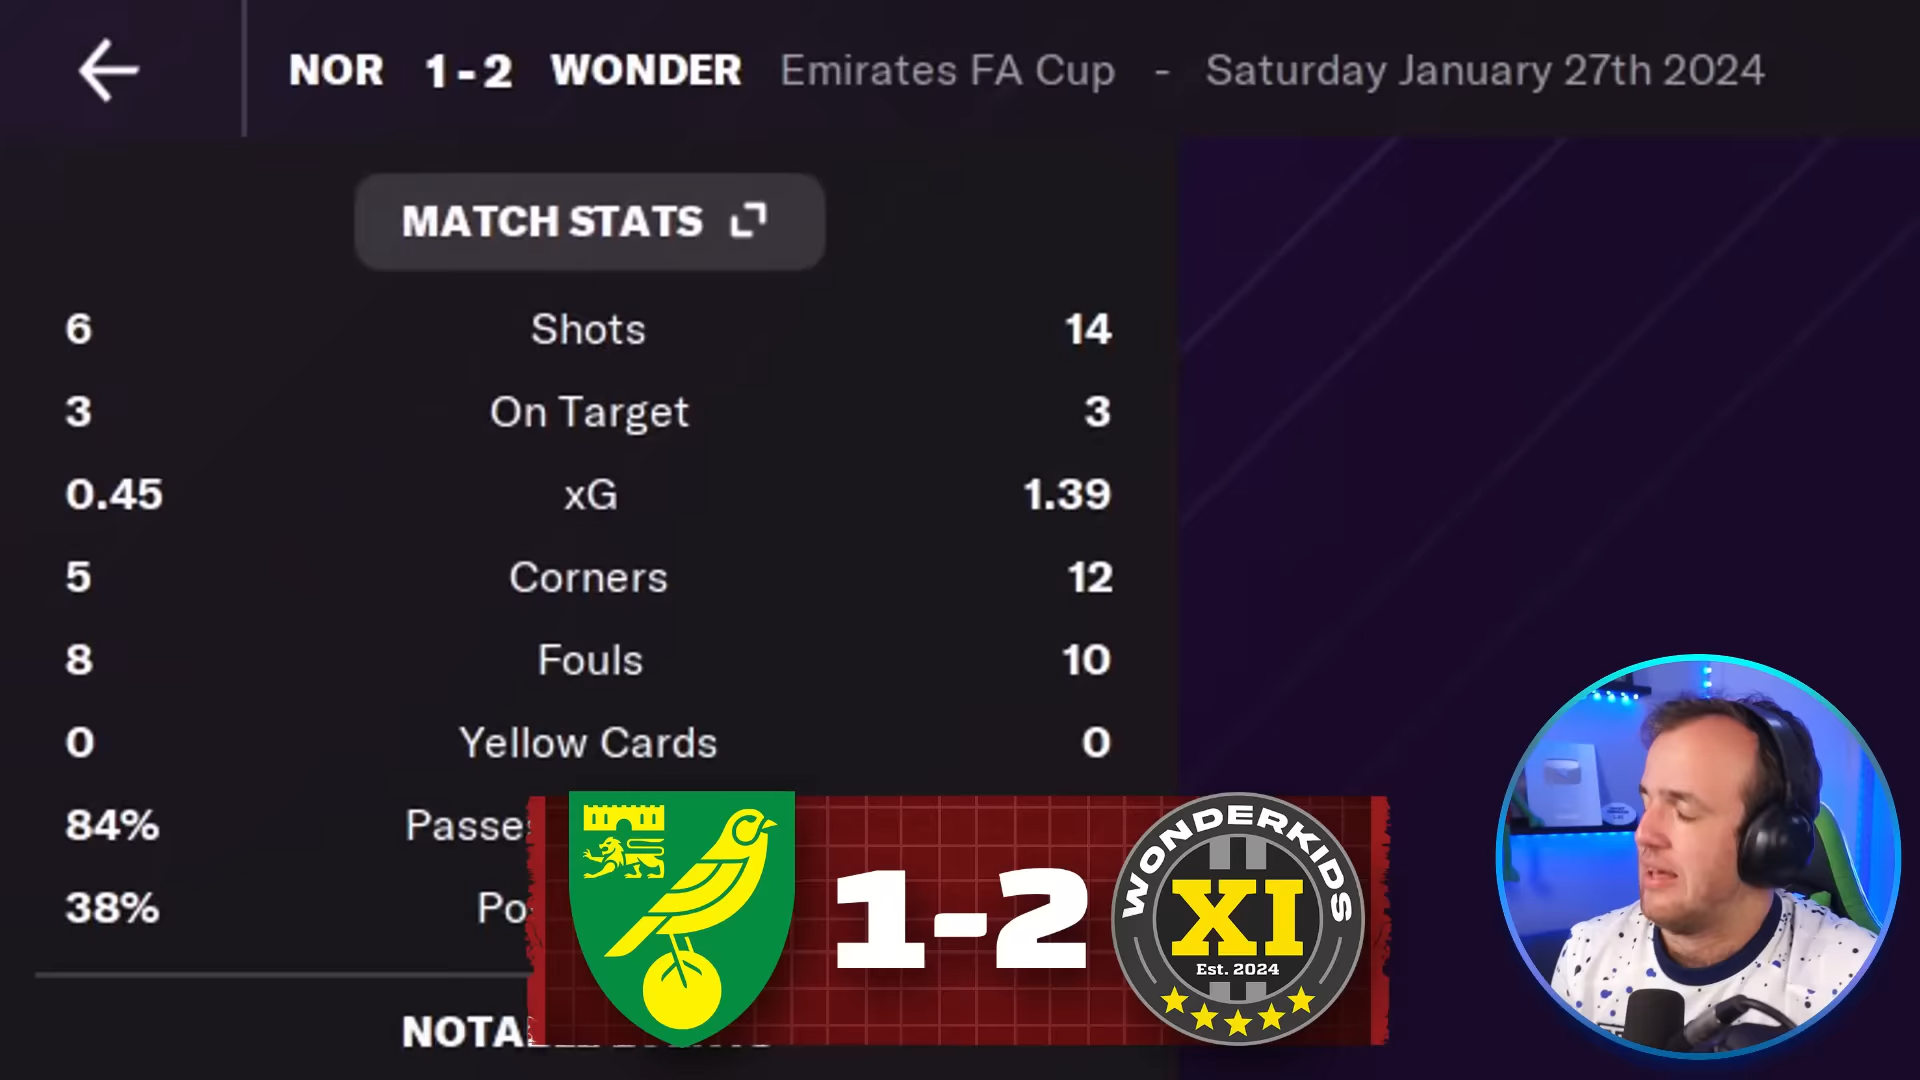 NOR 1-2 WONDER Emirates FA Cup - Saturday January 27th 2024
MATCH STATS
6 Shots 14
3 On Target 3
0.45 xG 1.39
5 Corners 12
8 Fouls 10
0 Yellow Cards 0
84%
38%
1-2
WONDERKIDS
XI
Est. 2024